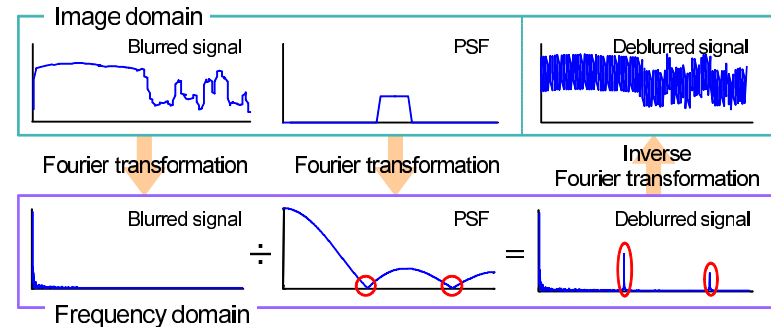 Image domain
Blurred signal
PSF
Deblurred signal
Fourier transformation
Fourier transformation
Inverse
Fourier transformation
Blurred signal
÷
PSF
=
Deblurred signal
Frequency domain